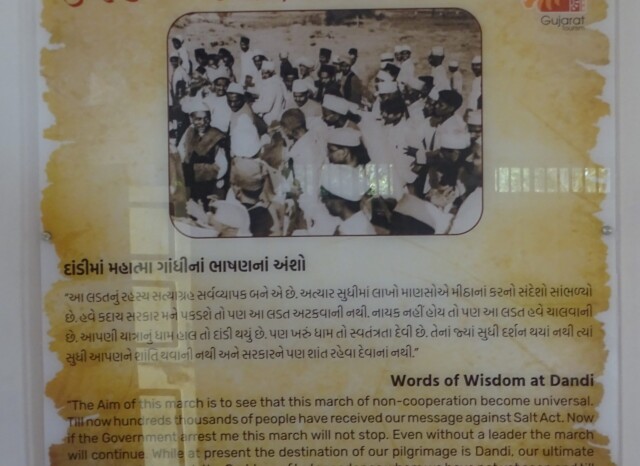 Gujarat
Tourism
દાંડીમાં મહાત્મા ગાંધીનાં ભાષણનાં અંશો
"આ લડતનું રહસ્ય સત્યાગ્રહ સર્વવ્યાપક બને એ છે. અત્યાર સુધીમાં લાખો માણસોએ મીઠાનાં કરનો સંદેશો સાંભળ્યો
છે. હવે કદાચ સરકાર મને પકડશે તો પણ આ લડત અટકવાની નથી. નાયક નહીં હોય તો પણ આ લડત હવે ચાલવાની
છે. આપણી યાત્રાનું ધામ હાલ તો દાંડી થયું છે. પણ ખરું ધામ તો સ્વતંત્રતા દેવી છે. તેનાં જ્યાં સુધી દર્શન થયાં નથી ત્યાં
સુધી આપણને શાંતિ થવાની નથી અને સરકારને પણ શાંત રહેવા દેવાનાં નથી."
Words of Wisdom at Dandi
"The Aim of this march is to see that this march of non-cooperation become universal.
Till now hundreds thousands of people have received our message against Salt Act. Now
if the Government arrest me this march will not stop. Even without a leader the march
will continue. While at present the destination of our pilgrimage is Dandi, our ultimate